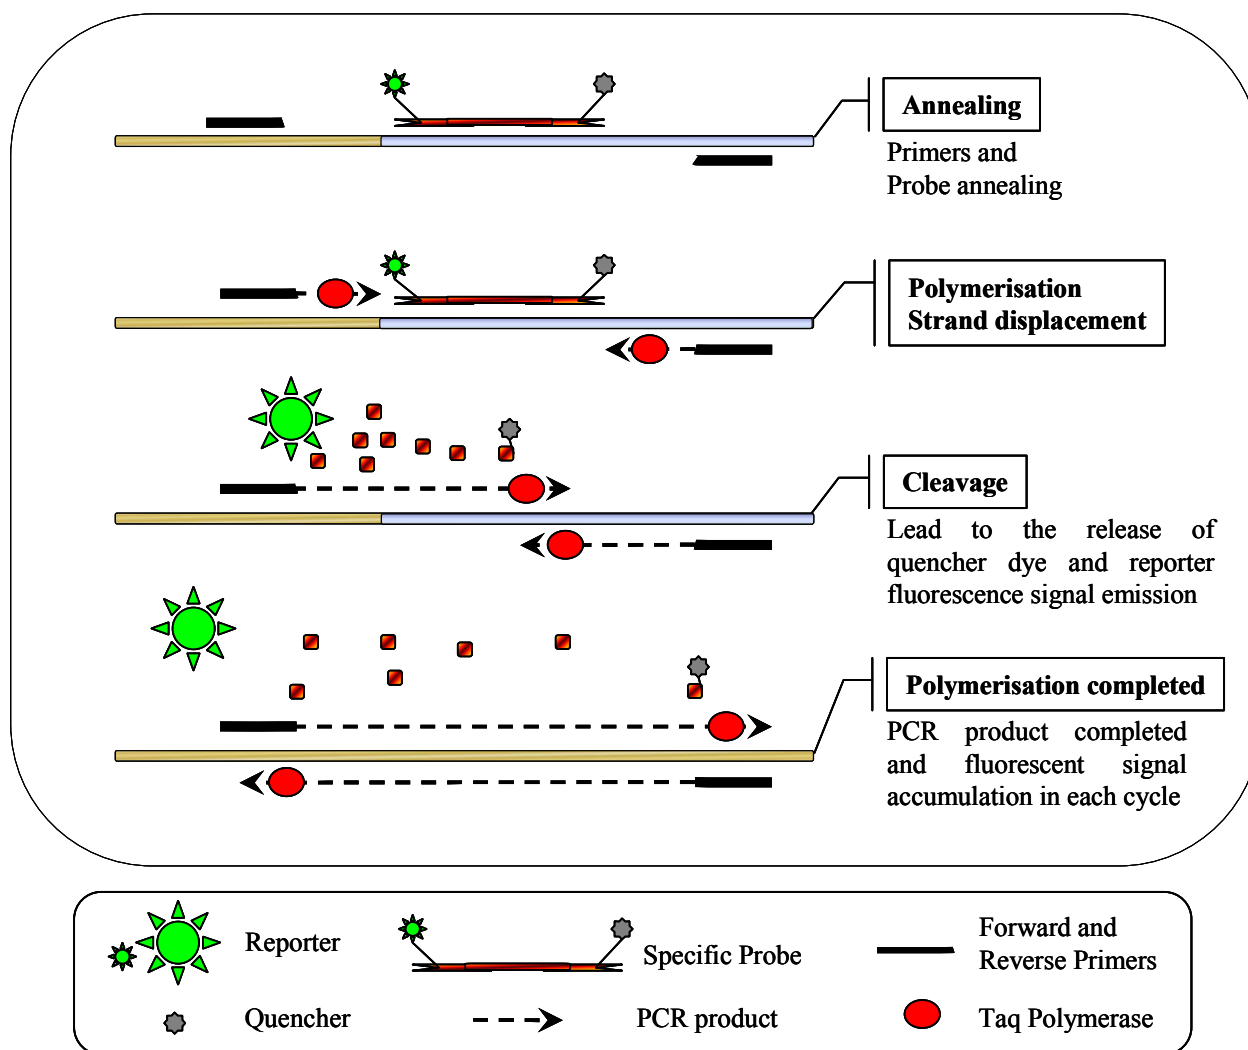 Annealing
Primers and
Probe annealing
Polymerisation
Strand displacement
Cleavage
Lead to the release of
quencher dye and reporter
fluorescence signal emission
Polymerisation completed
PCR product completed
and fluorescent signal
accumulation in each cycle
Reporter
Specific Probe
Forward and
Reverse Primers
Quencher
PCR product
Taq Polymerase